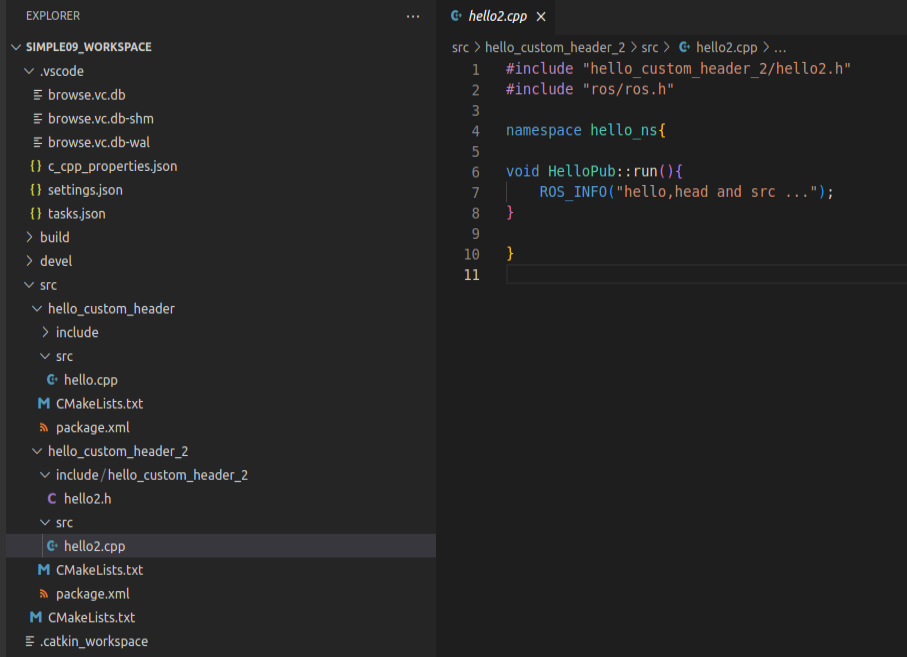 EXPLORER ...
SIMPLE09_WORKSPACE
.vscode
browse.vc.db
browse.vc.db-shm
browse.vc.db-wal
{} c_cpp_properties.json
{} settings.json
{} tasks.json
build
devel
src
hello_custom_header
include
src
hello.cpp
M CMakeLists.txt
package.xml
hello_custom_header_2
include/hello_custom_header_2
C hello2.h
src
hello2.cpp
M CMakeLists.txt
package.xml
M CMakeLists.txt
.catkin_workspace
hello2.cpp ×
src > hello_custom_header_2 > src > hello2.cpp > ...
1 #include "hello_custom_header_2/hello2.h"
2 #include "ros/ros.h"
3
4 namespace hello_ns{
5
6 void HelloPub::run(){
7     ROS_INFO("hello,head and src ...");
8 }
9
10 }
11